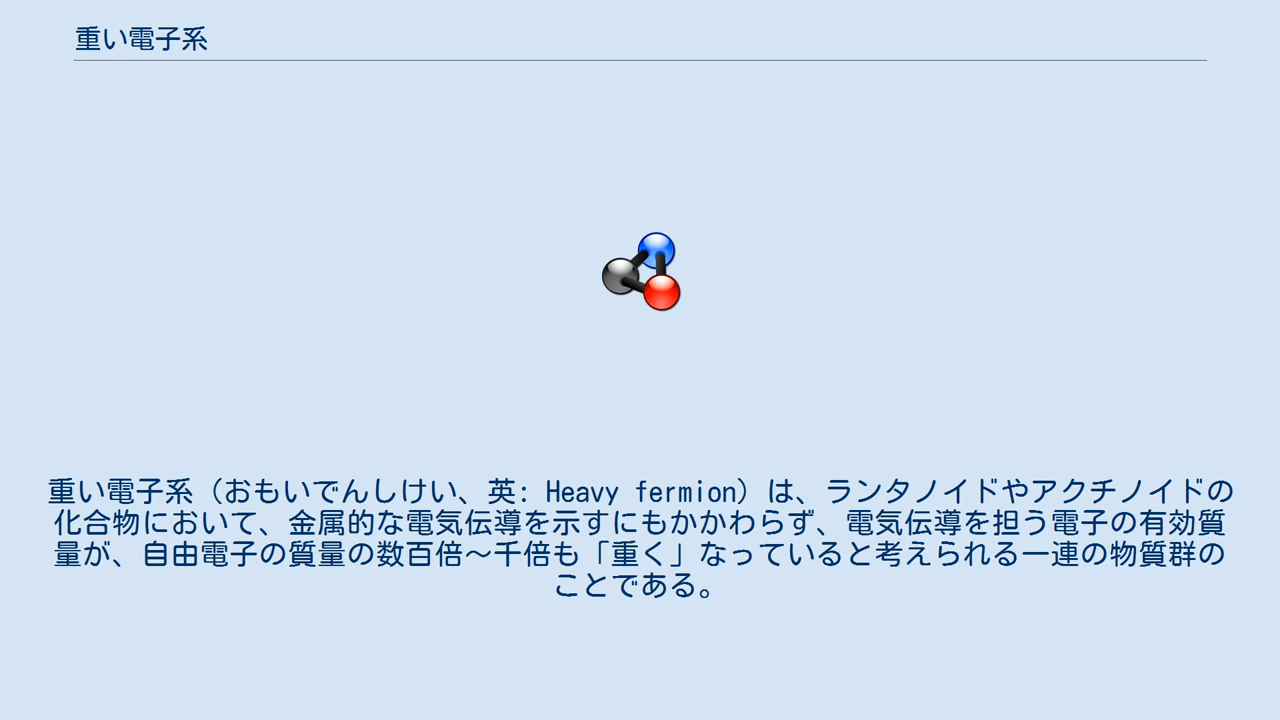 重い電子系
重い電子系（おもいでんしけい、英: Heavy fermion）は、ランタノイドやアクチノイドの
化合物において、金属的な電気伝導を示すにもかかわらず、電気伝導を担う電子の有効質
量が、自由電子の質量の数百倍～千倍も「重く」なっていると考えられる一連の物質群の
ことである。